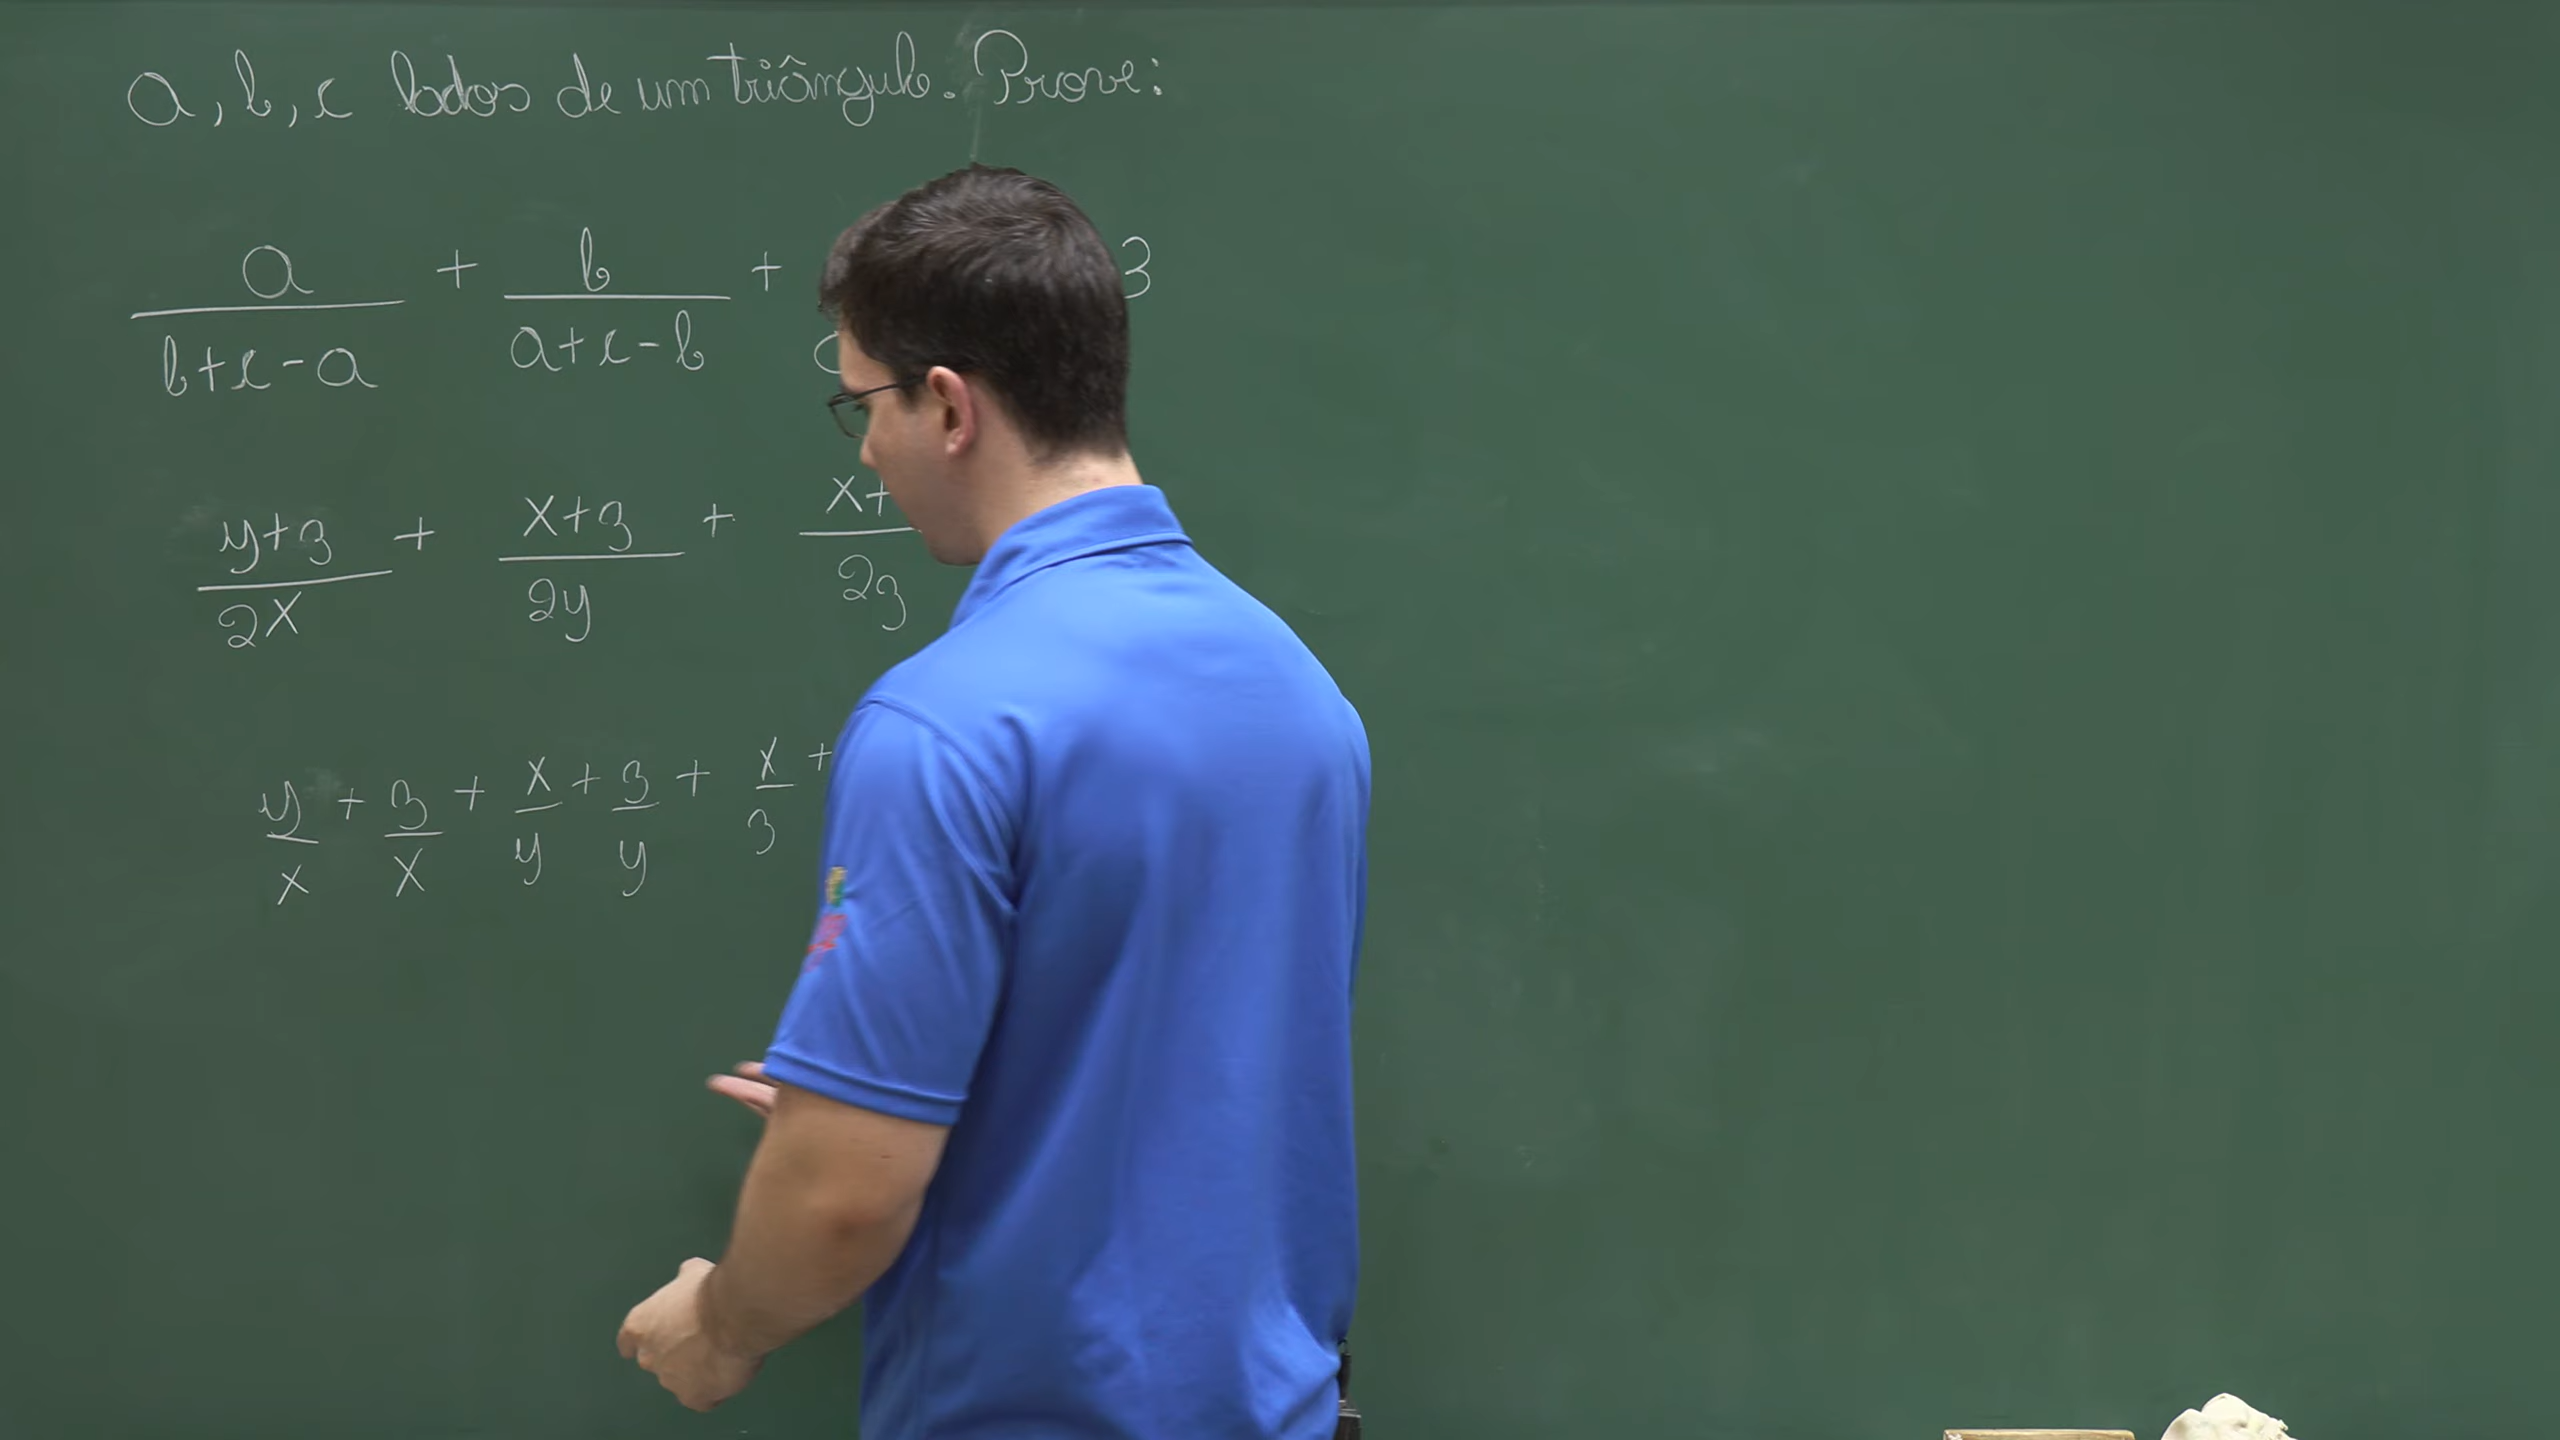 a, b, c lados de um triângulo. Prove:
a/(b+c-a) + b/(a+c-b) + 3
(y+z)/2x + (x+z)/2y + x+/2z
y/x + z/x + x/y + z/y + x/z +